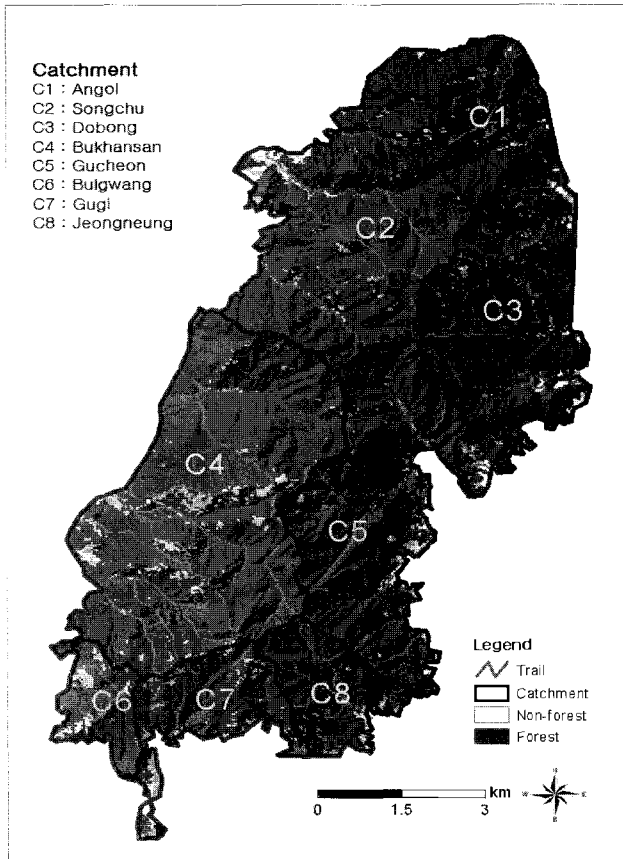 Catchment
C1 : Angol
C2 : Songchu
C3 : Dobong
C4 : Bukhansan
C5 : Gucheon
C6 : Bulgwang
C7 : Gugi
C8 : Jeongneung
C1
C2
C3
C4
C5
C6
C7
C8
Legend
Trail
Catchment
Non-forest
Forest
0 1.5 3 km
N
W E
S